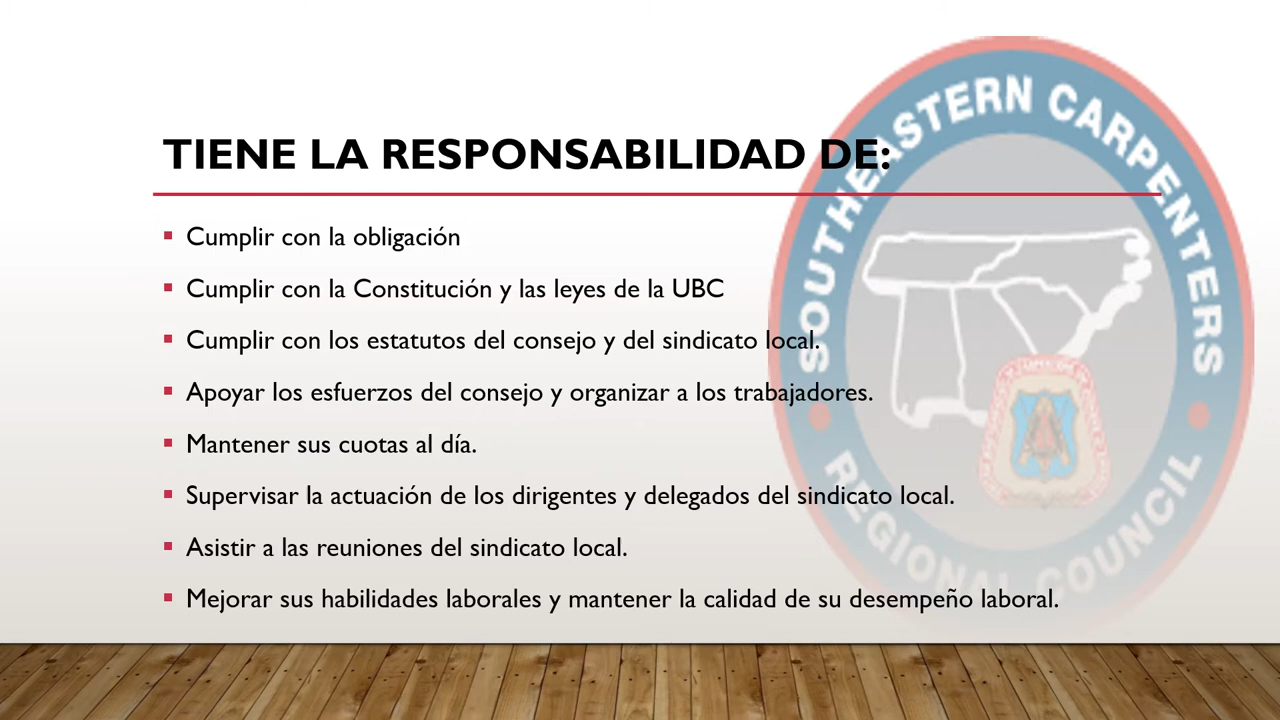 SOUTHEASTERN CARPENTERS
TIENE LA RESPONSABILIDAD DE:
Cumplir con la obligación
Cumplir con la Constitución y las leyes de la UBC
Cumplir con los estatutos del consejo y del sindicato local.
Apoyar los esfuerzos del consejo y organizar a los trabajadores.
Mantener sus cuotas al día.
Supervisar la actuación de los dirigentes y delegados del sindicato local.
Asistir a las reuniones del sindicato local.
Mejorar sus habilidades laborales y mantener la calidad de su desempeño laboral.
REGIONAL COUNCIL